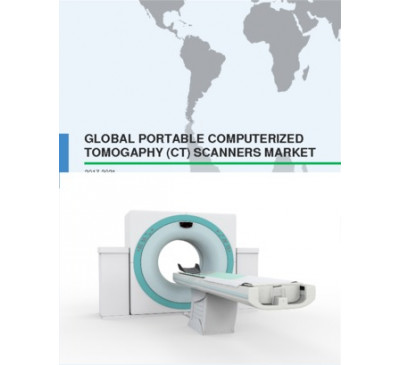 GLOBAL PORTABLE COMPUTERIZED
TOMOGAPHY (CT) SCANNERS MARKET